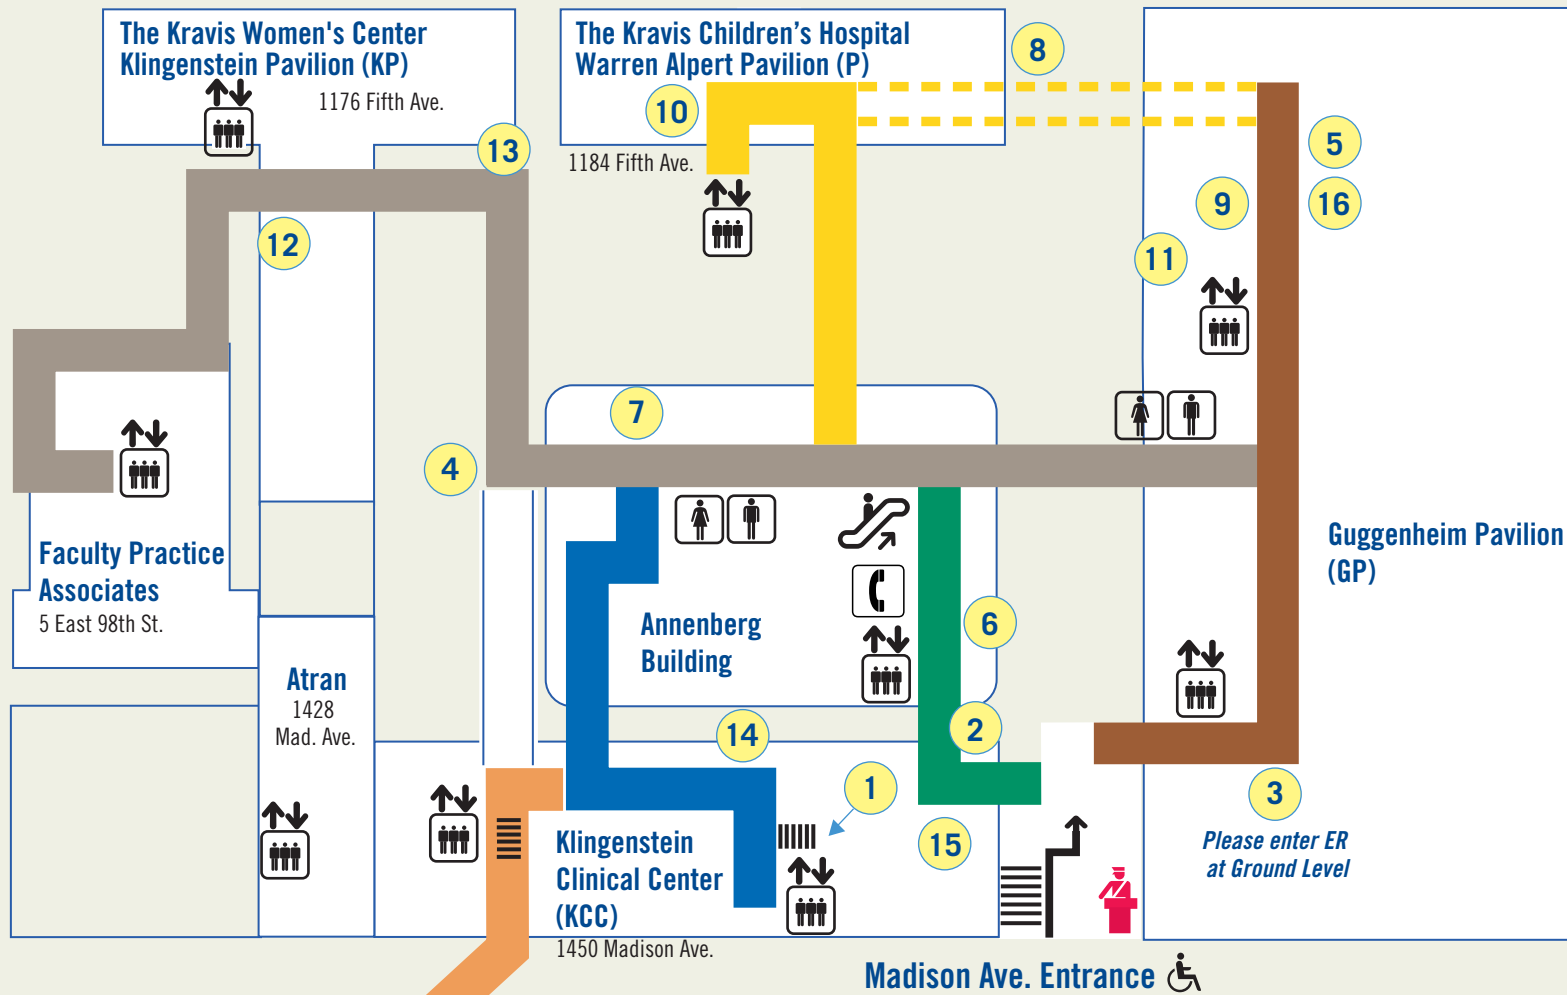 The Kravis Women's Center
Klingenstein Pavilion (KP)
1176 Fifth Ave.
The Kravis Children’s Hospital
Warren Alpert Pavilion (P)
1184 Fifth Ave.
8
10
13
5
9
16
12
11
7
4
Guggenheim Pavilion
(GP)
Faculty Practice
Associates
5 East 98th St.
Annenberg
Building
6
Atran
1428
Mad. Ave.
14
2
1
3
Klingenstein
Clinical Center
(KCC)
1450 Madison Ave.
15
Please enter ER
at Ground Level
Madison Ave. Entrance